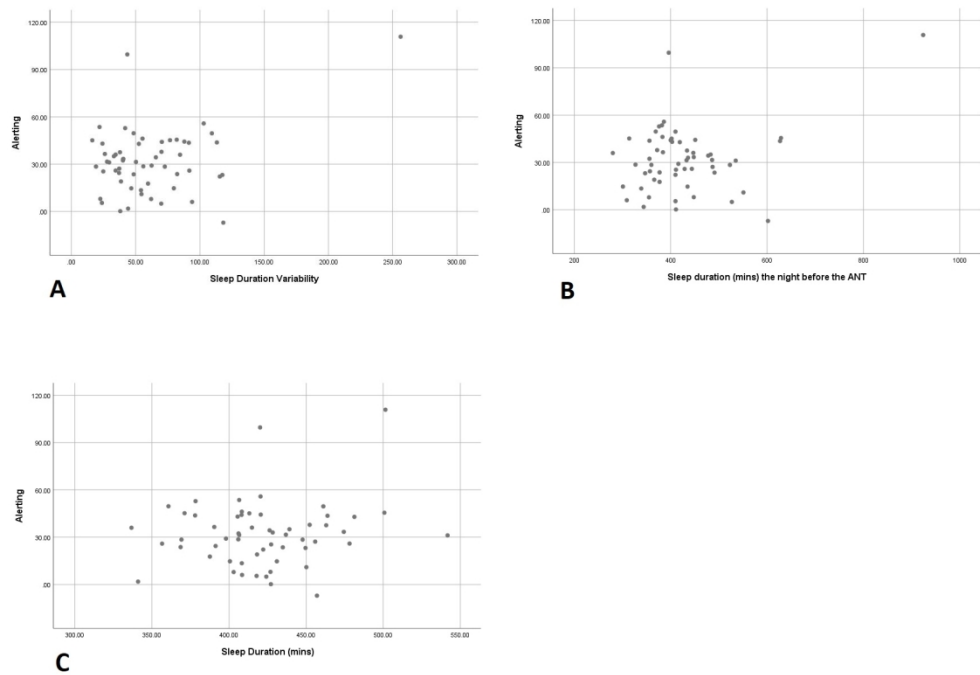 120.00
90.00
60.00
30.00
.00
Alerting
.00 50.00 100.00 150.00 200.00 250.00 300.00
Sleep Duration Variability
A
120.00
90.00
60.00
30.00
.00
Alerting
200 400 600 800 1000
Sleep duration (mins) the night before the ANT
B
120.00
90.00
60.00
30.00
.00
Alerting
300.00 350.00 400.00 450.00 500.00 550.00
Sleep Duration (mins)
C